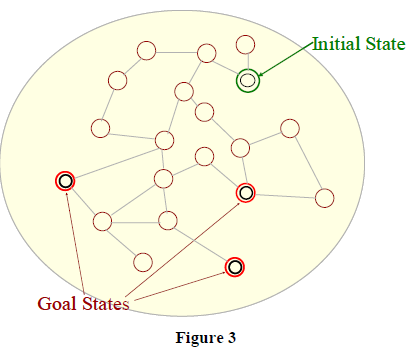 Initial State
Goal States
Figure 3